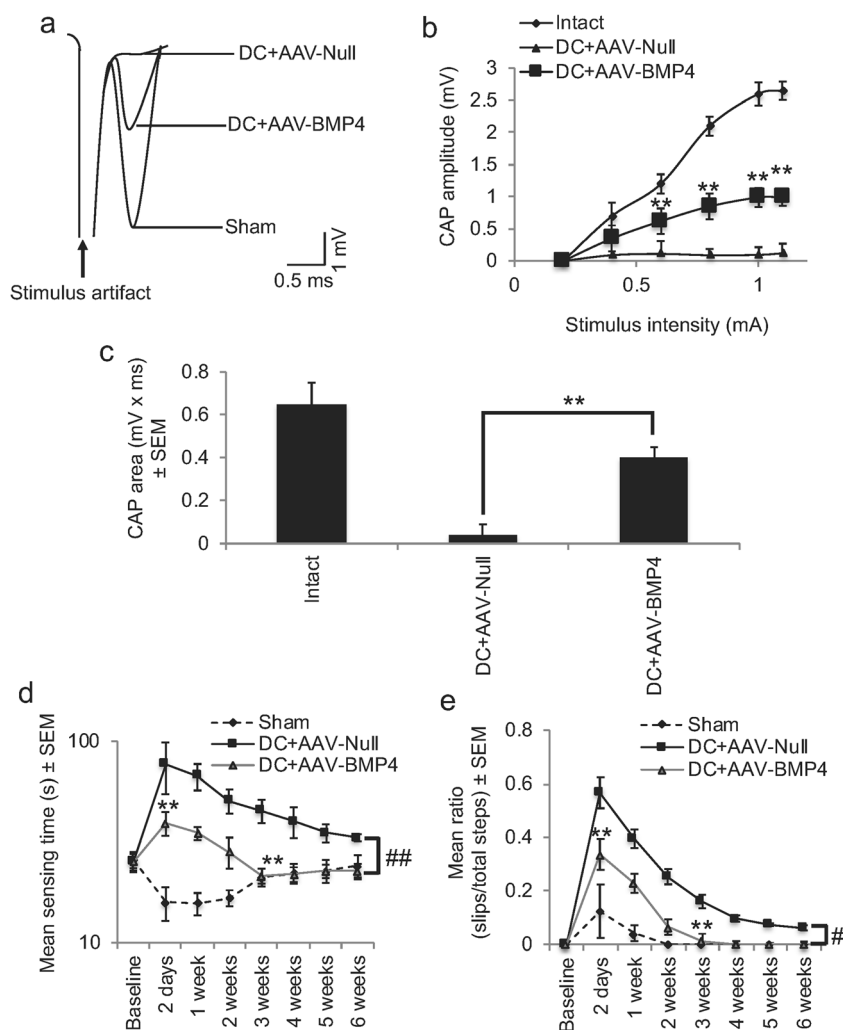 a
DC+AAV-Null
DC+AAV-BMP4
Sham
Stimulus artifact
0.5 ms
1 mV
b
Intact
DC+AAV-Null
DC+AAV-BMP4
CAP amplitude (mV)
3
2.5
2
1.5
1
0.5
0
** ** ** **
0 0.5 1
Stimulus intensity (mA)
c
CAP area (mV x ms)
± SEM
0.8
0.6
0.4
0.2
0
**
Intact
DC+AAV-Null
DC+AAV-BMP4
d
Sham
DC+AAV-Null
DC+AAV-BMP4
Mean sensing time (s) ± SEM
100
10
**
**
##
Baseline
2 days
1 week
2 weeks
3 weeks
4 weeks
5 weeks
6 weeks
e
Sham
DC+AAV-Null
DC+AAV-BMP4
Mean ratio
(slips/total steps) ± SEM
0.8
0.6
0.4
0.2
0
**
**
#
Baseline
2 days
1 week
2 weeks
3 weeks
4 weeks
5 weeks
6 weeks